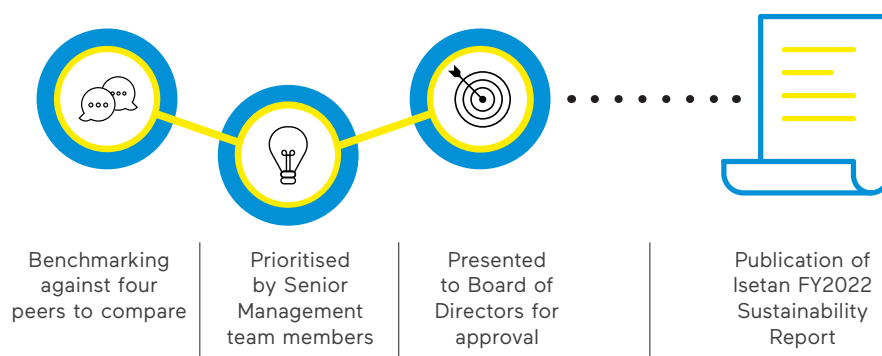 Benchmarking
against four
peers to compare
Prioritised
by Senior
Management
team members
Presented
to Board of
Directors for
approval
Publication of
Isetan FY2022
Sustainability
Report